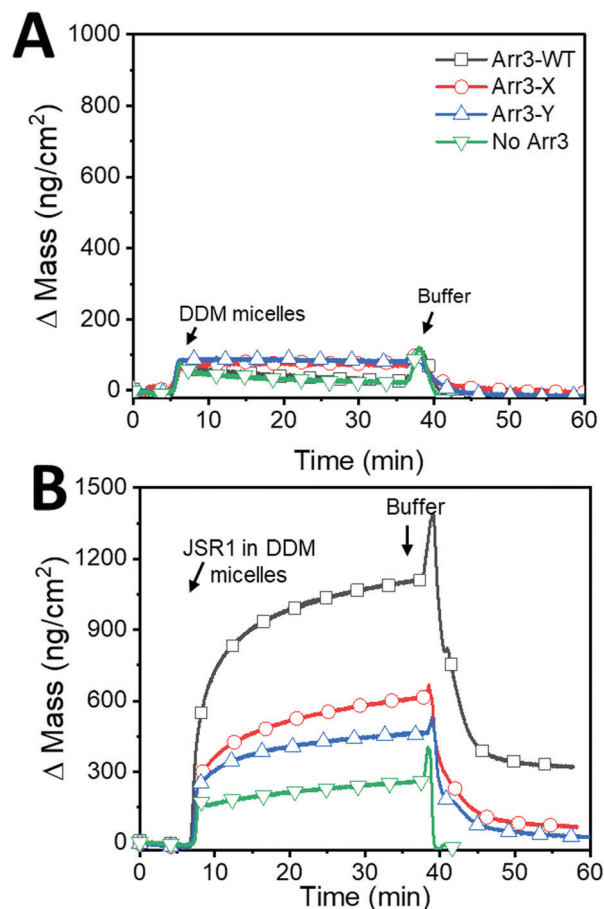 A
1000
800
600
400
200
0
Δ Mass (ng/cm²)
Arr3-WT
Arr3-X
Arr3-Y
No Arr3
DDM micelles
Buffer
0 10 20 30 40 50 60
Time (min)
B
1500
1200
900
600
300
0
Δ Mass (ng/cm²)
JSR1 in DDM
micelles
Buffer
0 10 20 30 40 50 60
Time (min)